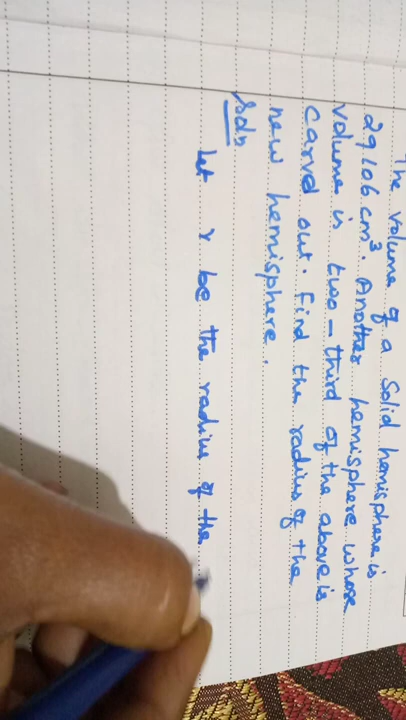 The volume of a Solid hemisphere is
29106 cm³. Another hemisphere whose
volume is two-third of the above is
carved out. Find the radius of the
new hemisphere.
Soln
Let r be the radius of the